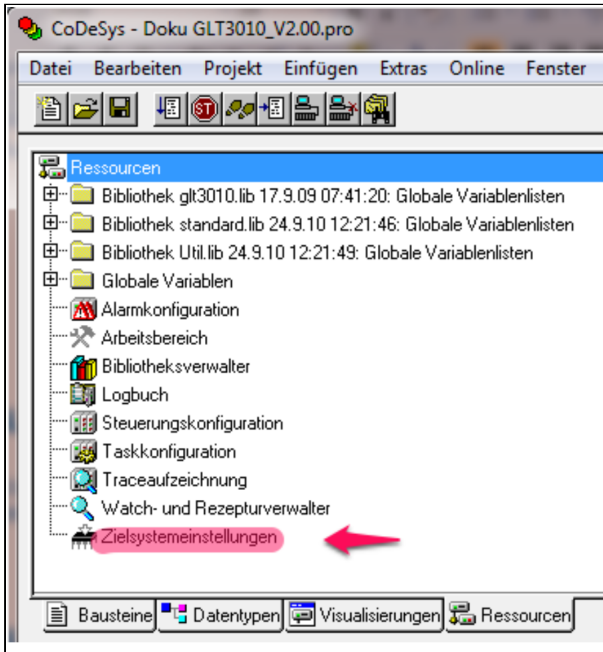 CoDeSys - Doku GLT3010_V2.00.pro
Datei Bearbeiten Projekt Einfügen Extras Online Fenster
ST
Ressourcen
Bibliothek glt3010.lib 17.9.09 07:41:20: Globale Variablenlisten
Bibliothek standard.lib 24.9.10 12:21:46: Globale Variablenlisten
Bibliothek Util.lib 24.9.10 12:21:49: Globale Variablenlisten
Globale Variablen
Alarmkonfiguration
Arbeitsbereich
Bibliotheksverwalter
Logbuch
Steuerungskonfiguration
Taskkonfiguration
Traceaufzeichnung
Watch- und Rezepturverwalter
Zielsystemeinstellungen
Bausteine Datentypen Visualisierungen Ressourcen